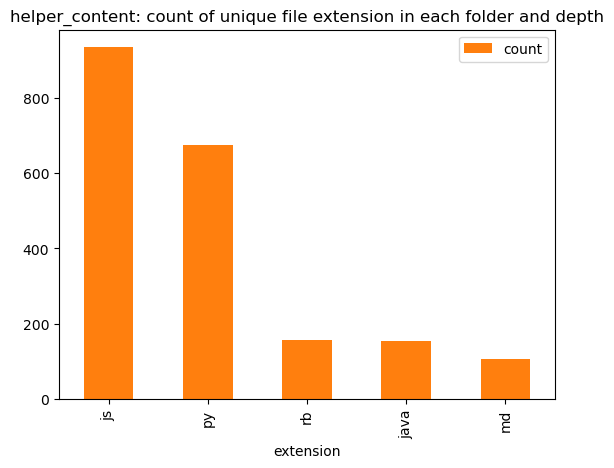 helper_content: count of unique file extension in each folder and depth
count
800
600
400
200
0
js
py
rb
java
md
extension